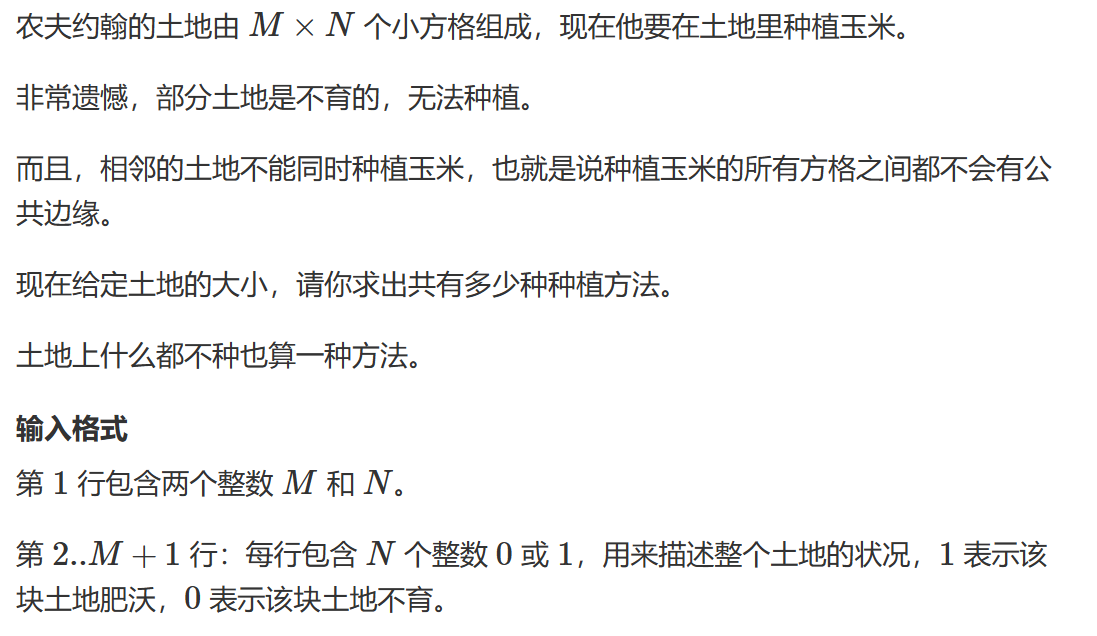 农夫约翰的土地由 M × N 个小方格组成，现在他要在土地里种植玉米。
非常遗憾，部分土地是不育的，无法种植。
而且，相邻的土地不能同时种植玉米，也就是说种植玉米的所有方格之间都不会有公
共边缘。
现在给定土地的大小，请你求出共有多少种种植方法。
土地上什么都不种也算一种方法。
输入格式
第 1 行包含两个整数 M 和 N。
第 2..M + 1 行：每行包含 N 个整数 0 或 1，用来描述整个土地的状况，1 表示该
块土地肥沃，0 表示该块土地不育。